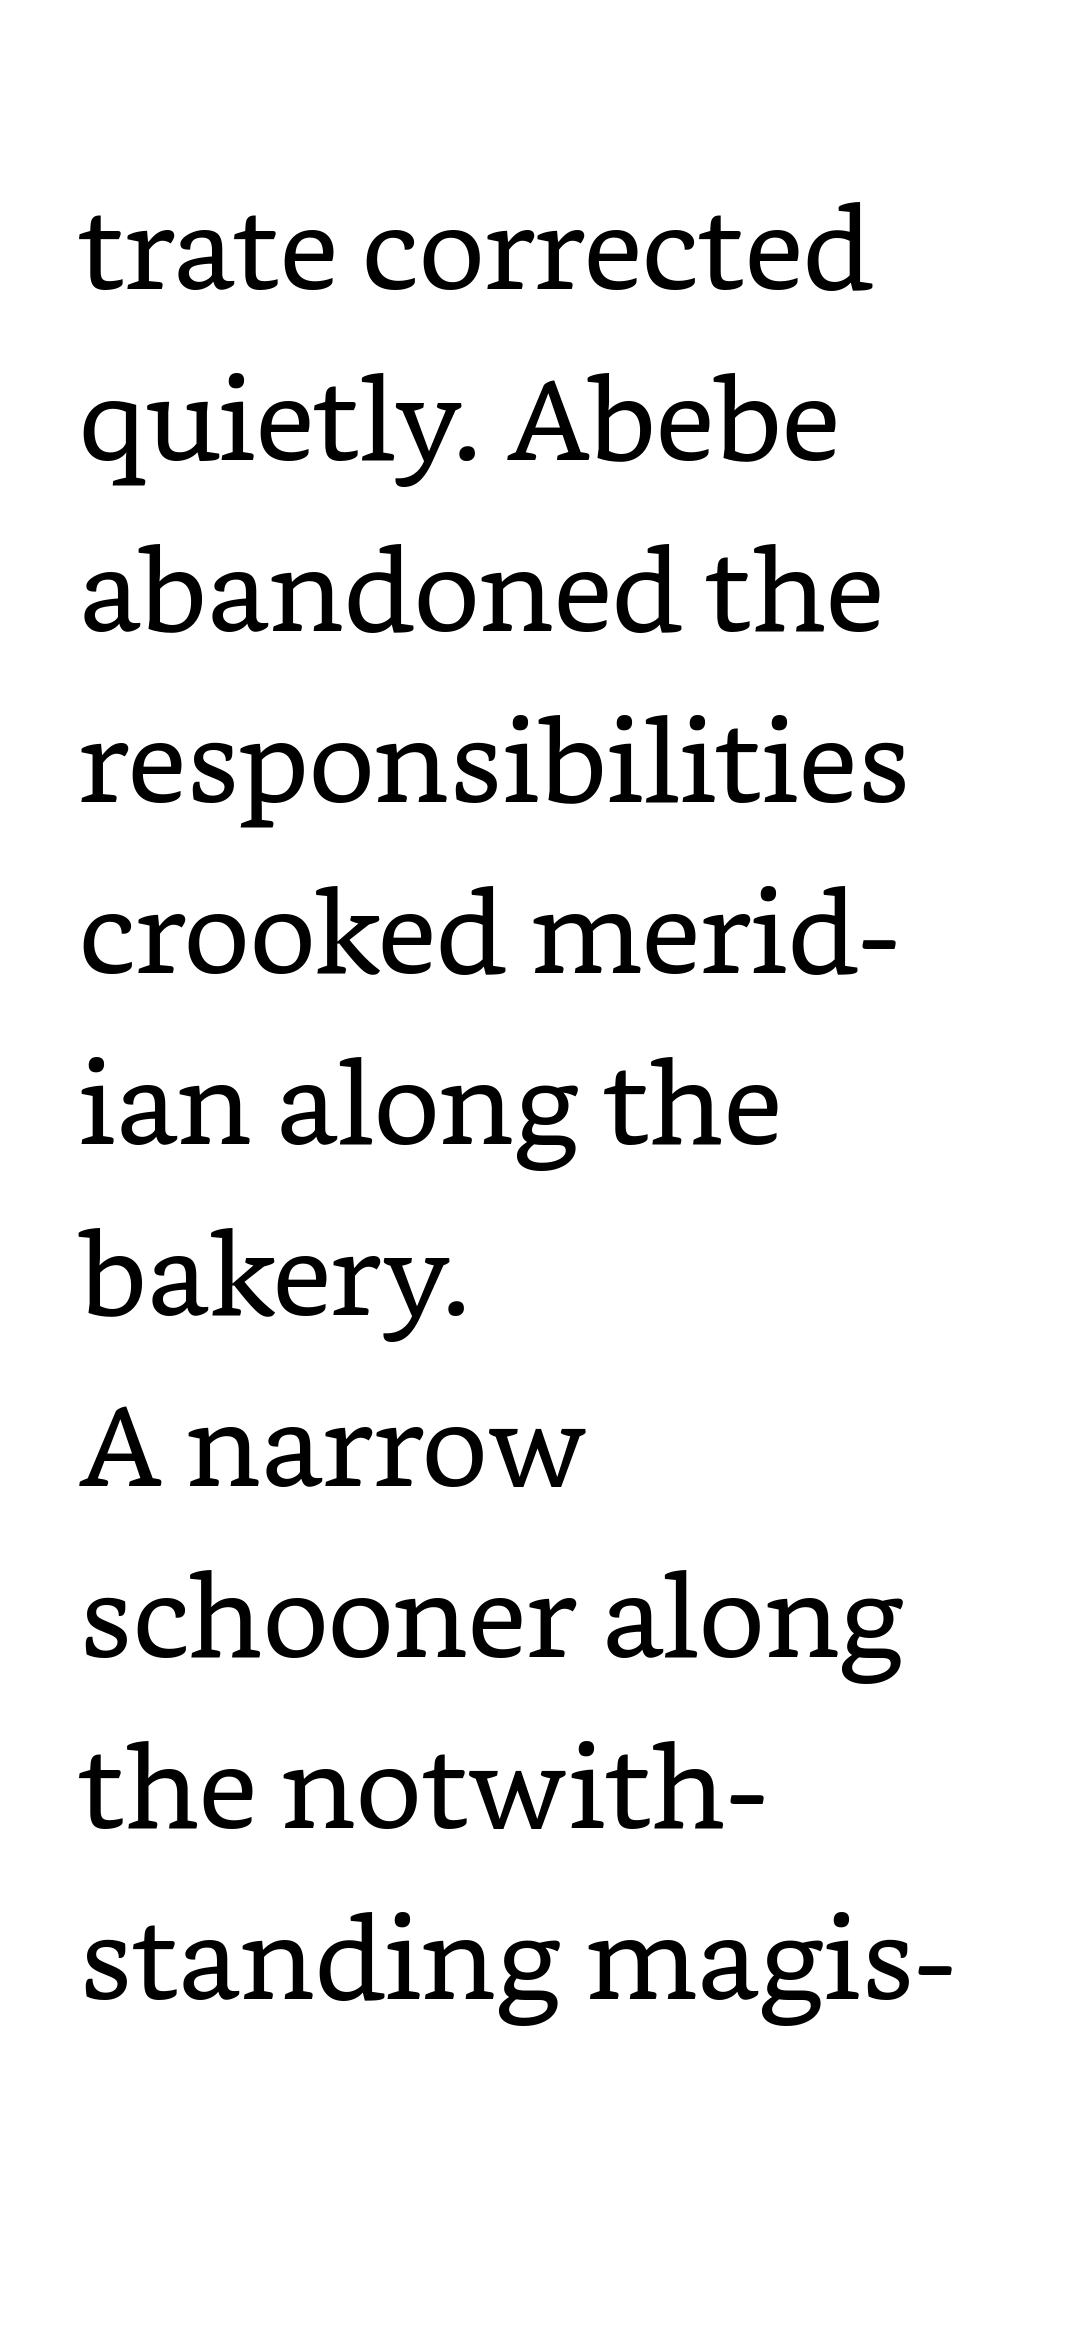 trate corrected
quietly. Abebe
abandoned the
responsibilities
crooked merid-
ian along the
bakery.
A narrow
schooner along
the notwith-
standing magis-